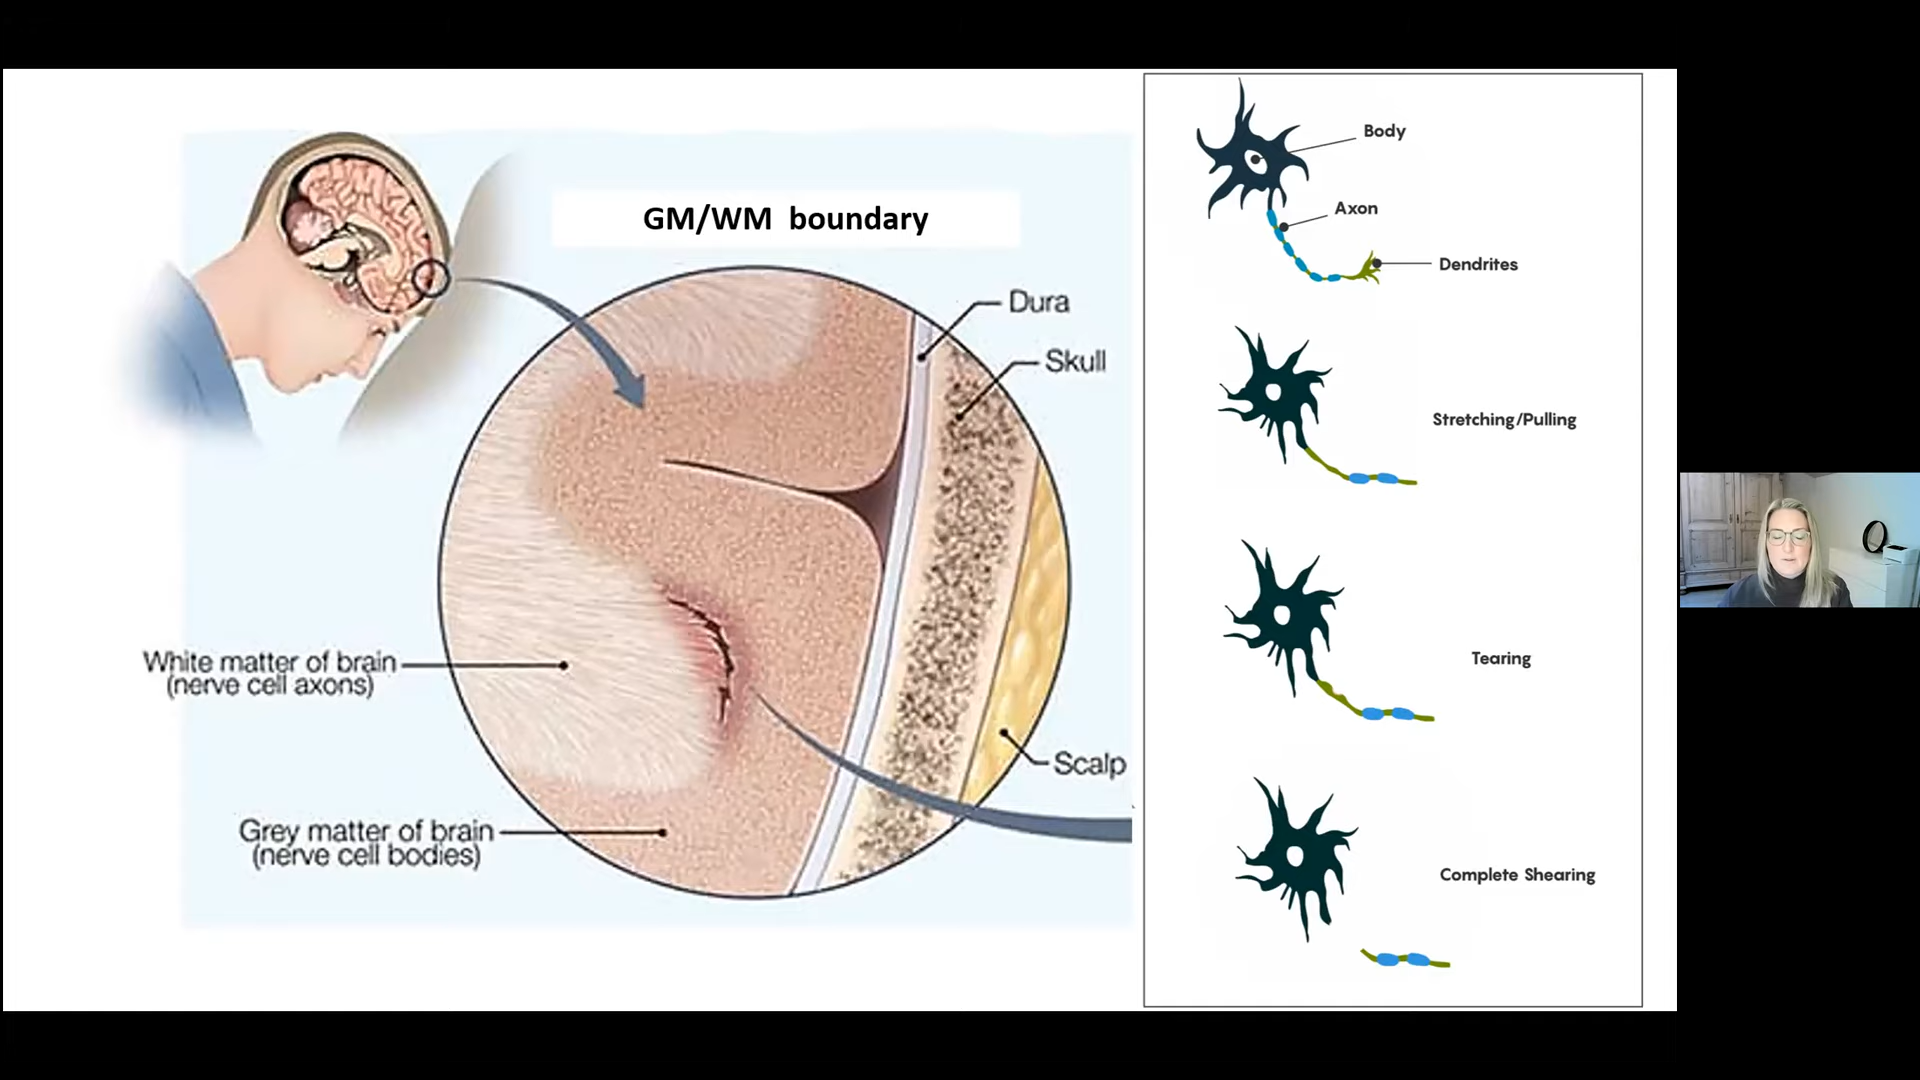 GM/WM boundary
Dura
Skull
White matter of brain
(nerve cell axons)
Scalp
Grey matter of brain
(nerve cell bodies)
Body
Axon
Dendrites
Stretching/Pulling
Tearing
Complete Shearing